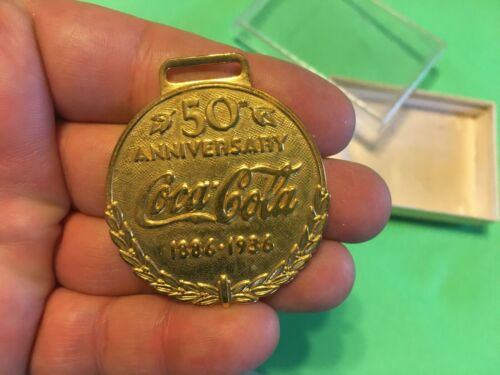 50TH
ANNIVERSARY
Coca-Cola
1886·1936